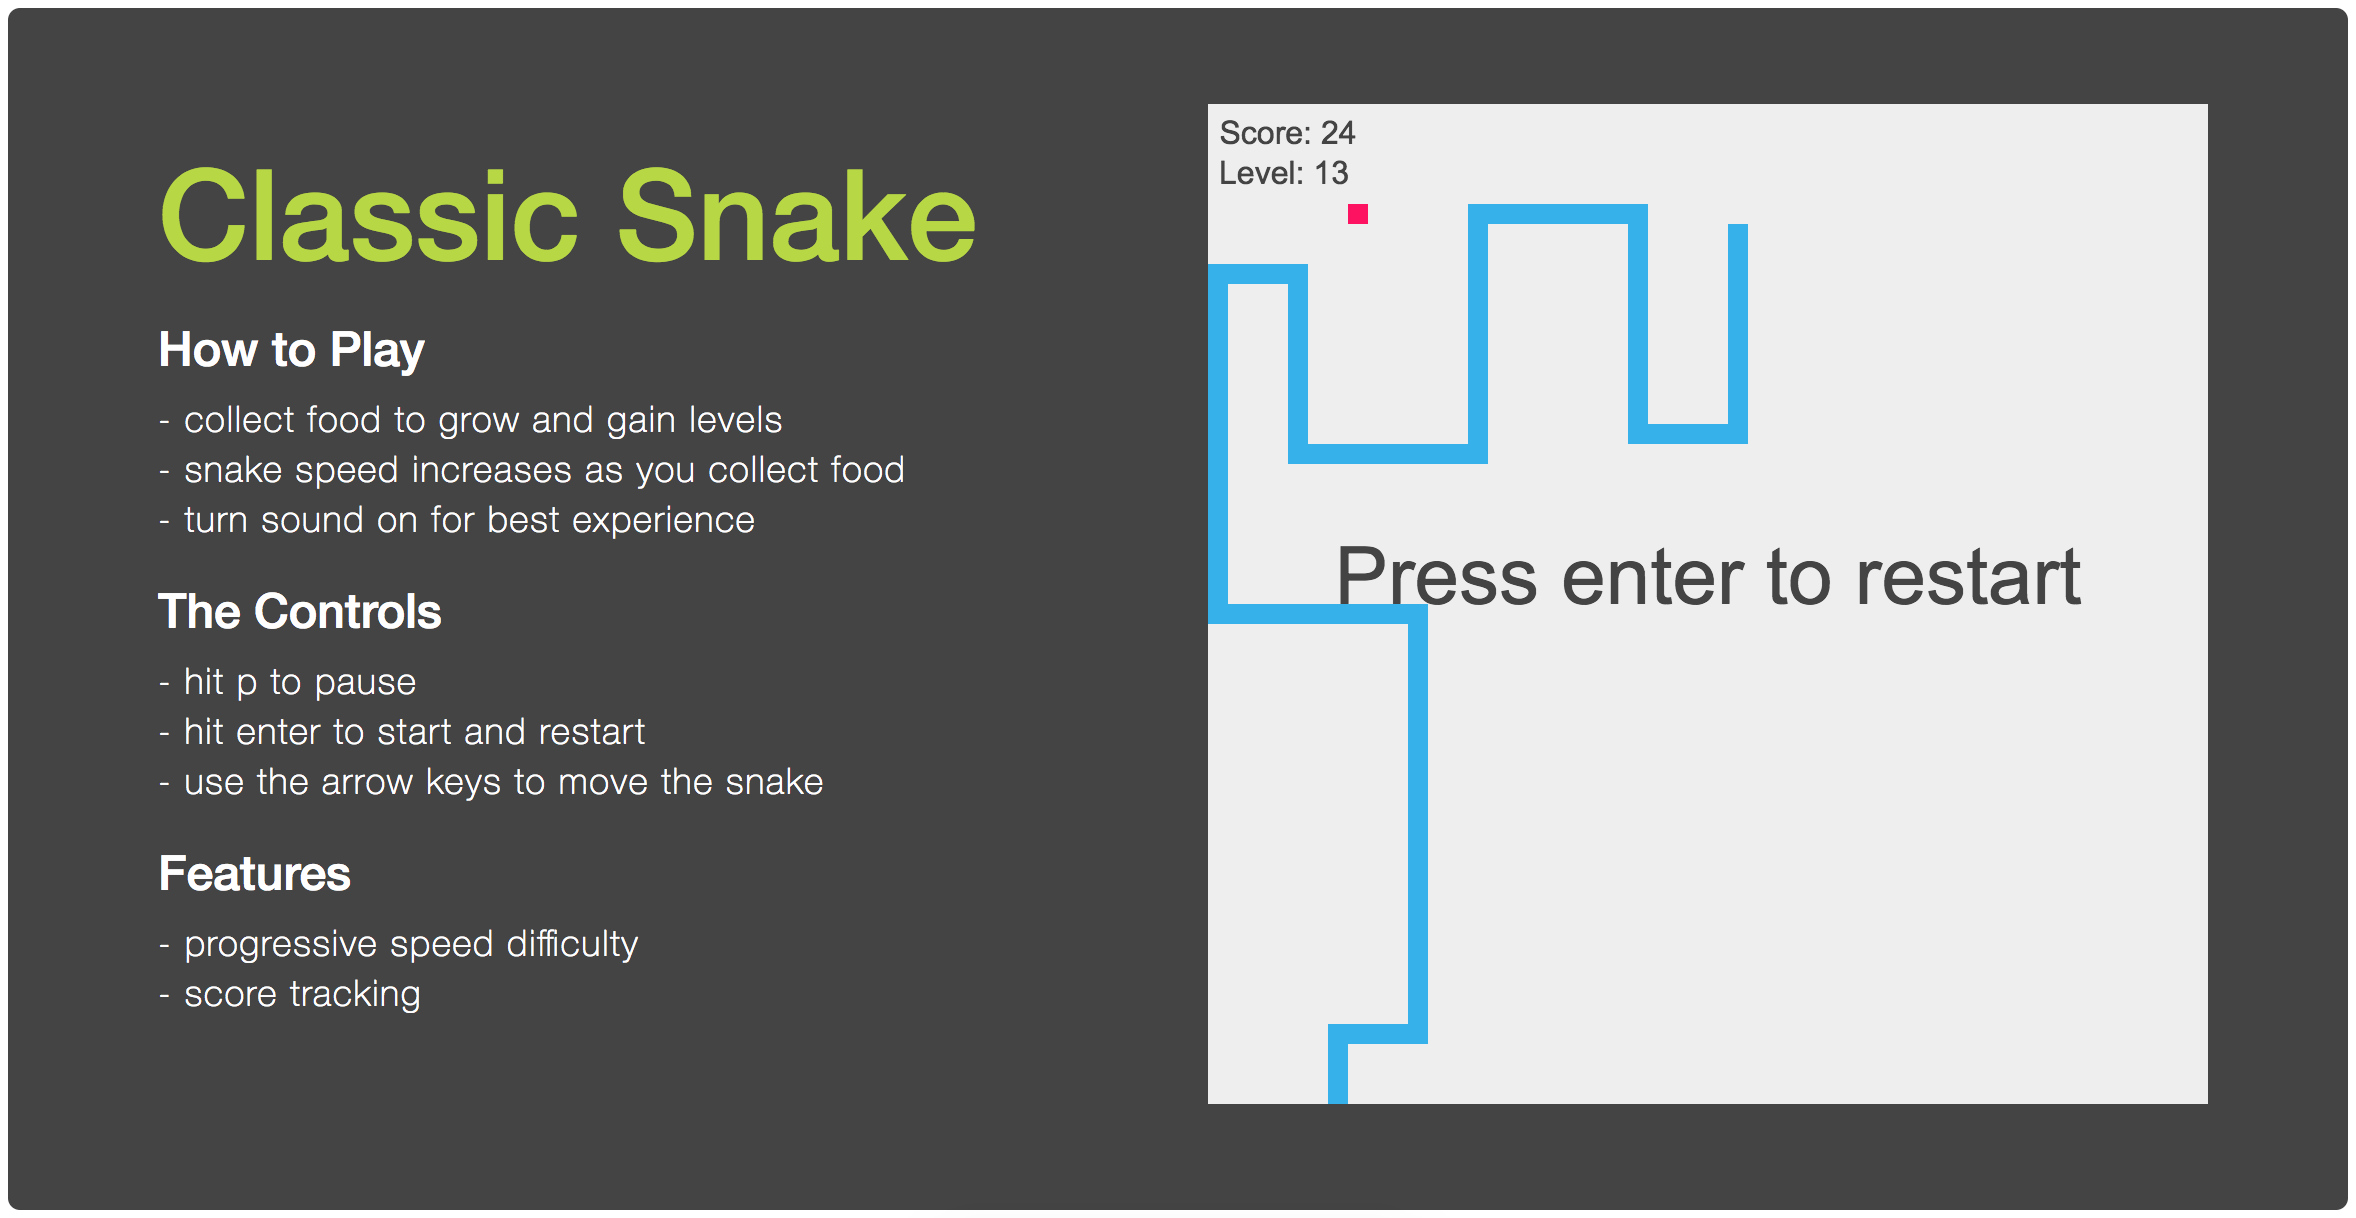 Classic Snake
How to Play
- collect food to grow and gain levels
- snake speed increases as you collect food
- turn sound on for best experience
The Controls
- hit p to pause
- hit enter to start and restart
- use the arrow keys to move the snake
Features
- progressive speed difficulty
- score tracking
Score: 24
Level: 13
Press enter to restart